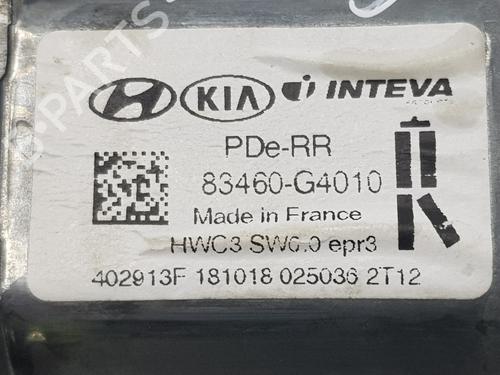 KIA INTEVA
PDe-RR
83460-G4010
Made in France
HWC3 SW6.0 epr3
402913F 181018 025036 2T12